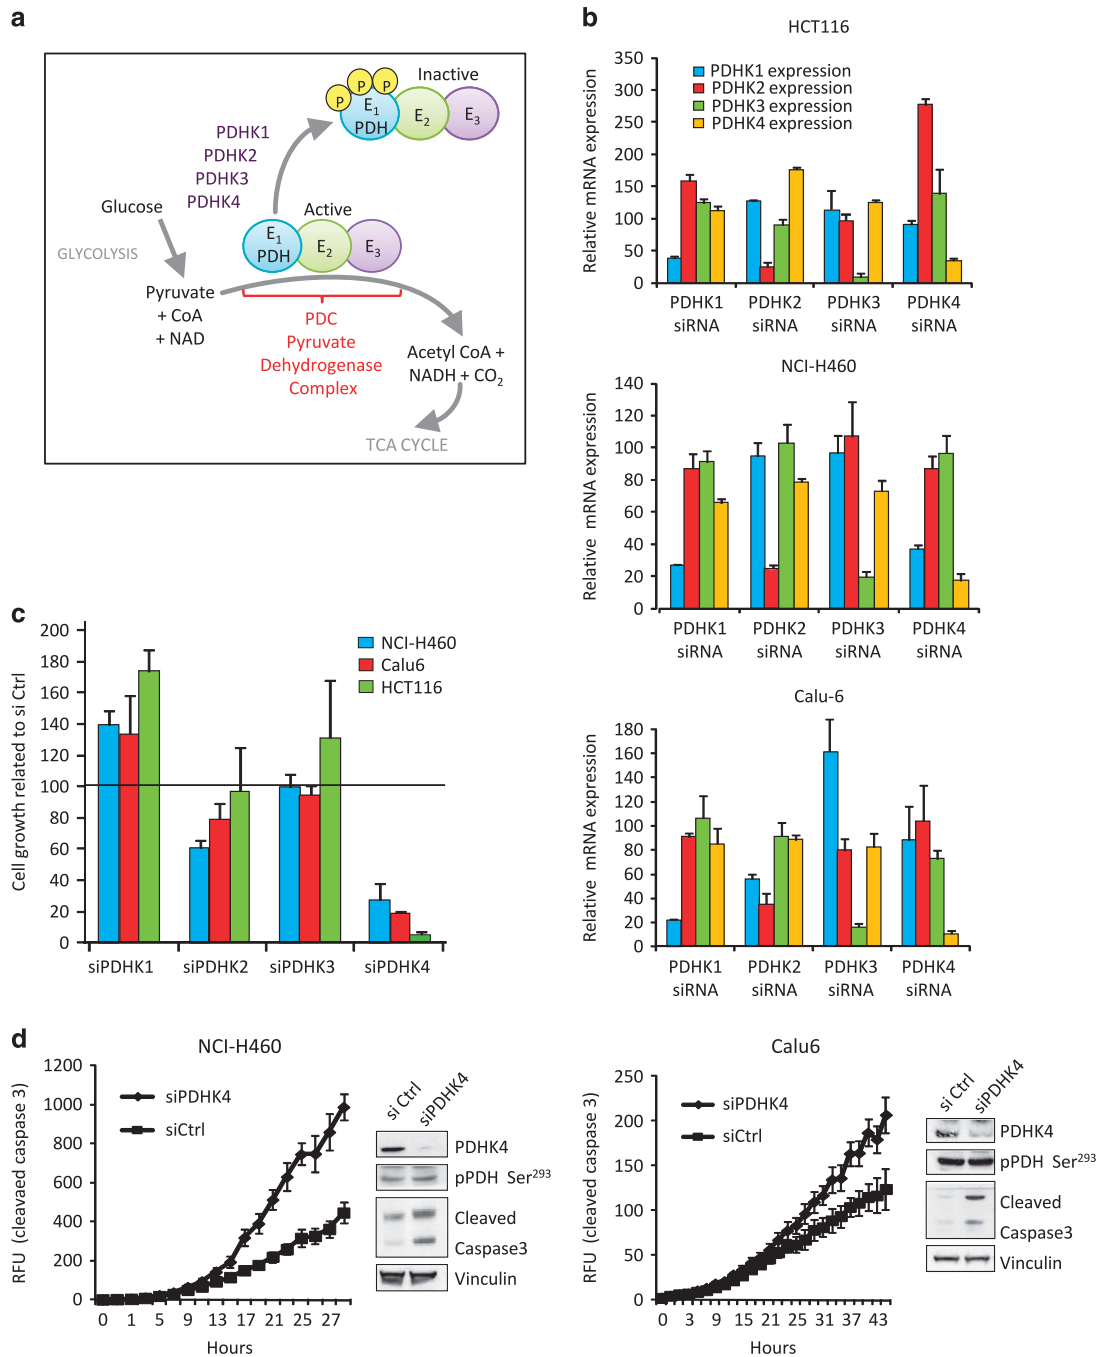 a
Inactive
P P P
E1
PDH
E2
E3
PDHK1
PDHK2
PDHK3
PDHK4
Glucose
Active
E1
PDH
E2
E3
GLYCOLYSIS
Pyruvate
+ CoA
+ NAD
PDC
Pyruvate
Dehydrogenase
Complex
Acetyl CoA +
NADH + CO2
TCA CYCLE
b
HCT116
Relative mRNA expression
350
300
250
200
150
100
50
0
PDHK1 expression
PDHK2 expression
PDHK3 expression
PDHK4 expression
PDHK1 PDHK2 PDHK3 PDHK4
siRNA siRNA siRNA siRNA
NCI-H460
Relative mRNA expression
140
120
100
80
60
40
20
0
PDHK1 PDHK2 PDHK3 PDHK4
siRNA siRNA siRNA siRNA
Calu-6
Relative mRNA expression
180
160
140
120
100
80
60
40
20
0
PDHK1 PDHK2 PDHK3 PDHK4
siRNA siRNA siRNA siRNA
c
Cell growth related to si Ctrl
200
180
160
140
120
100
80
60
40
20
0
NCI-H460
Calu6
HCT116
siPDHK1 siPDHK2 siPDHK3 siPDHK4
d
NCI-H460
RFU (cleavaed caspase 3)
1200
1000
800
600
400
200
0
siPDHK4
siCtrl
0 1 5 9 13 17 21 25 27
Hours
si Ctrl
siPDHK4
PDHK4
pPDH Ser293
Cleaved
Caspase3
Vinculin
Calu6
RFU (cleaved caspase 3)
250
200
150
100
50
0
siPDHK4
siCtrl
0 3 9 15 21 25 31 37 43
Hours
si Ctrl
siPDHK4
PDHK4
pPDH Ser293
Cleaved
Caspase3
Vinculin